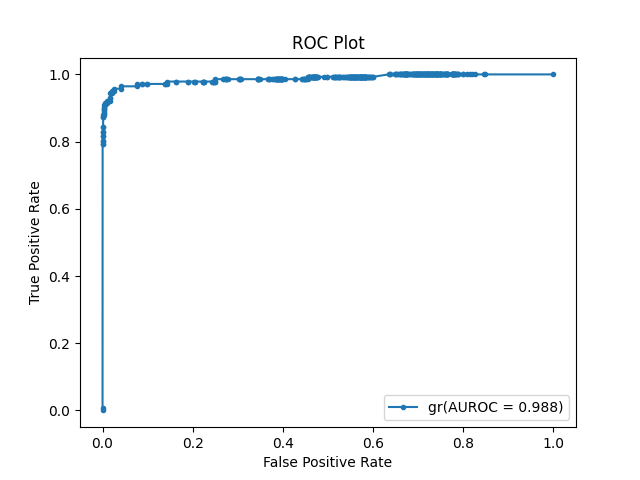 ROC Plot
True Positive Rate
1.0
0.8
0.6
0.4
0.2
0.0
0.0 0.2 0.4 0.6 0.8 1.0
False Positive Rate
gr(AUROC = 0.988)